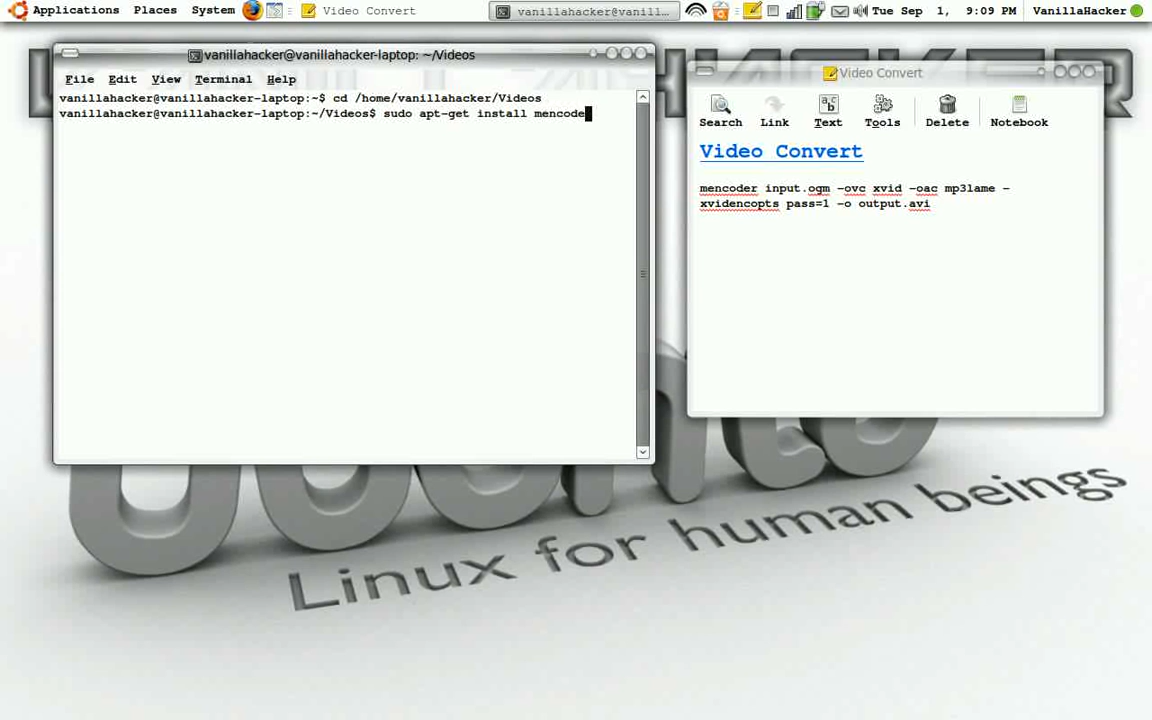 Applications Places System Video Convert vanillahacker@vanill... Tue Sep 1, 9:09 PM VanillaHacker
vanillahacker@vanillahacker-laptop: ~/Videos
File Edit View Terminal Help
vanillahacker@vanillahacker-laptop:~$ cd /home/vanillahacker/Videos
vanillahacker@vanillahacker-laptop:~/Videos$ sudo apt-get install mencode
Video Convert
Search Link Text Tools Delete Notebook
Video Convert
mencoder input.ogm -ovc xvid -oac mp3lame -
xvidencopts pass=1 -o output.avi
Linux for human beings